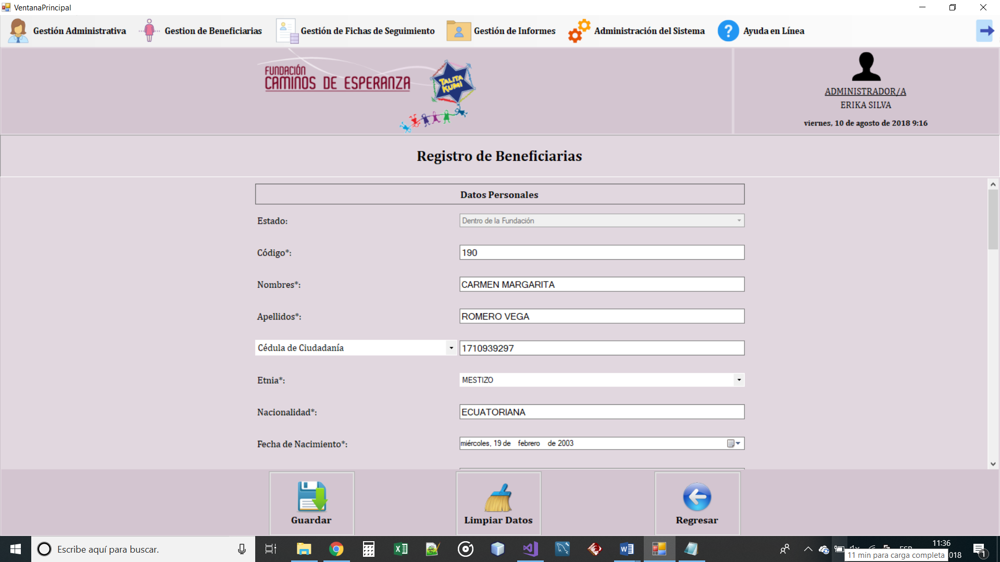 VentanaPrincipal
Gestión Administrativa Gestion de Beneficiarias Gestión de Fichas de Seguimiento Gestión de Informes Administración del Sistema ? Ayuda en Línea
FUNDACIÓN
CAMINOS DE ESPERANZA
TALITA
KUMI
ADMINISTRADOR/A
ERIKA SILVA
viernes, 10 de agosto de 2018 9:16
Registro de Beneficiarias
Datos Personales
Estado: Dentro de la Fundación
Código*: 190
Nombres*: CARMEN MARGARITA
Apellidos*: ROMERO VEGA
Cédula de Ciudadanía 1710939297
Etnia*: MESTIZO
Nacionalidad*: ECUATORIANA
Fecha de Nacimiento*: miércoles, 19 de febrero de 2003
Guardar Limpiar Datos Regresar
Escribe aquí para buscar.
11:36
11 min para carga completa 018
1